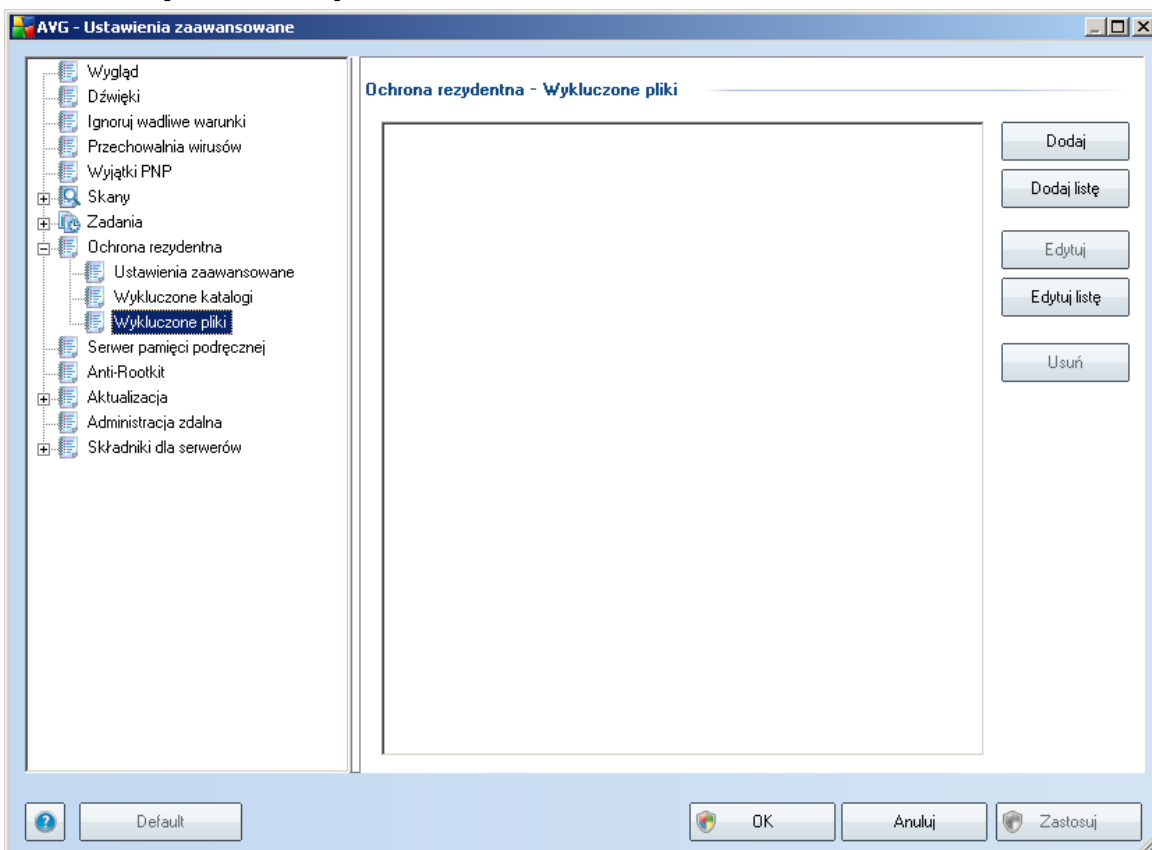 AVG - Ustawienia zaawansowane
Wygląd
Dźwięki
Ignoruj wadliwe warunki
Przechowalnia wirusów
Wyjątki PNP
Skany
Zadania
Ochrona rezydentna
Ustawienia zaawansowane
Wykluczone katalogi
Wykluczone pliki
Serwer pamięci podręcznej
Anti-Rootkit
Aktualizacja
Administracja zdalna
Składniki dla serwerów
Ochrona rezydentna - Wykluczone pliki
Dodaj
Dodaj listę
Edytuj
Edytuj listę
Usuń
Default
OK
Anuluj
Zastosuj